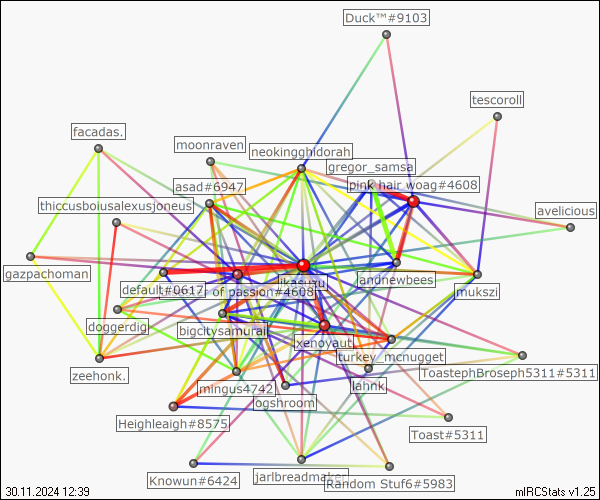 Duck™#9103
tescoroll
facadas.
moonraven
neokingghidorah
gregor_samsa
asad#6947
pink hair woag#4608
thiccusboiusalexusjoneus
avelicious
gazpachoman
likasuxu
andnewbees
default#0617
r of passion#4608
mukszi
doggerdig
bigcitysamurai
xenoyaut
turkey_mcnugget
zeehonk.
ToastephBroseph5311#5311
mingus4742
lahnk
ogshroom
Heighleaigh#8575
Toast#5311
Knowun#6424
jarlbreadmaker
Random Stuf6#5983
30.11.2024 12:39
mIRCStats v1.25